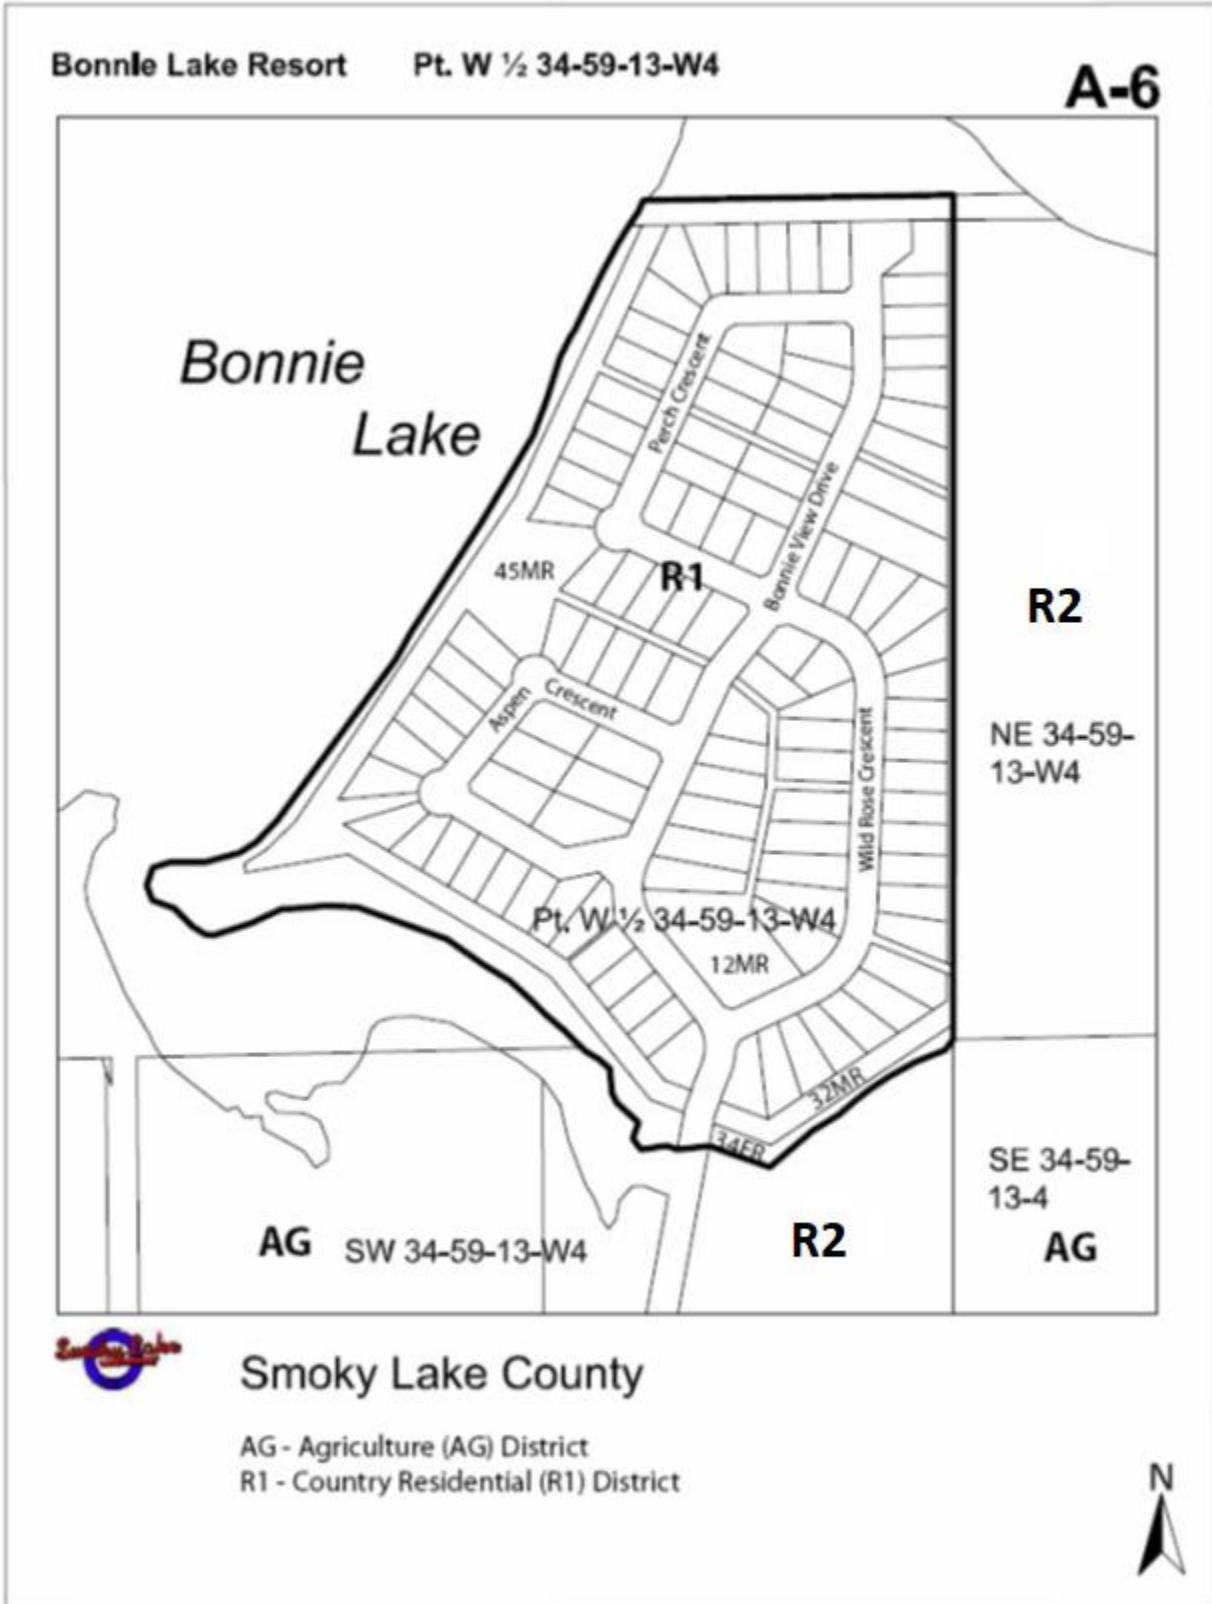 Bonnie Lake Resort Pt. W ½ 34-59-13-W4
A-6
Bonnie
Lake
Perch Crescent
Bonnie View Drive
45MR
R1
R2
Aspen Crescent
Wild Rose Crescent
NE 34-59-
13-W4
Pt. W ½ 34-59-13-W4
12MR
32MR
34ER
SE 34-59-
13-4
AG
AG SW 34-59-13-W4
R2
Smoky Lake
Smoky Lake County
AG - Agriculture (AG) District
R1 - Country Residential (R1) District
N